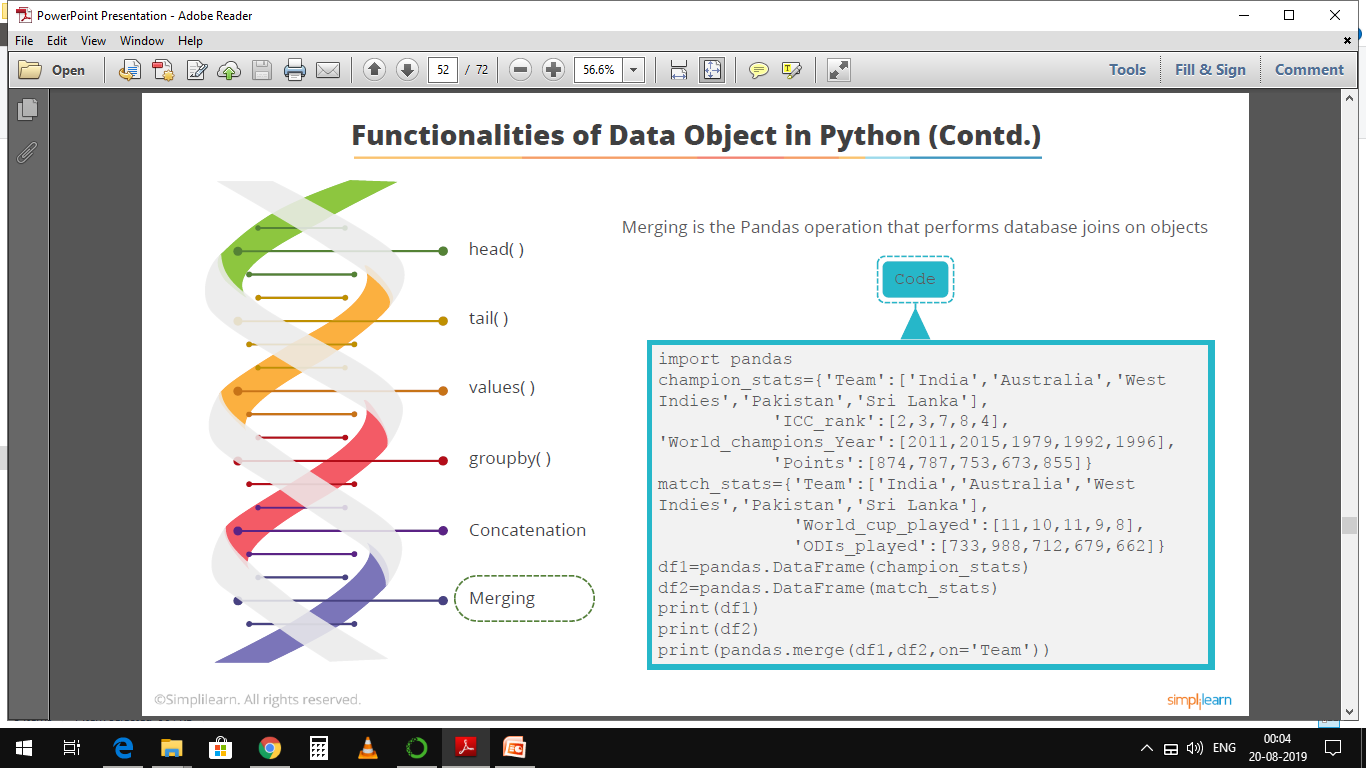 PowerPoint Presentation - Adobe Reader
File Edit View Window Help
Open 52 / 72 56.6% Tools Fill & Sign Comment
Functionalities of Data Object in Python (Contd.)
head( )
tail( )
values( )
groupby( )
Concatenation
Merging
Merging is the Pandas operation that performs database joins on objects
Code
import pandas
champion_stats={'Team':['India','Australia','West
Indies','Pakistan','Sri Lanka'],
'ICC_rank':[2,3,7,8,4],
'World_champions_Year':[2011,2015,1979,1992,1996],
'Points':[874,787,753,673,855]}
match_stats={'Team':['India','Australia','West
Indies','Pakistan','Sri Lanka'],
'World_cup_played':[11,10,11,9,8],
'ODIs_played':[733,988,712,679,662]}
df1=pandas.DataFrame(champion_stats)
df2=pandas.DataFrame(match_stats)
print(df1)
print(df2)
print(pandas.merge(df1,df2,on='Team'))
©Simplilearn. All rights reserved.
simplilearn
ENG
00:04
20-08-2019